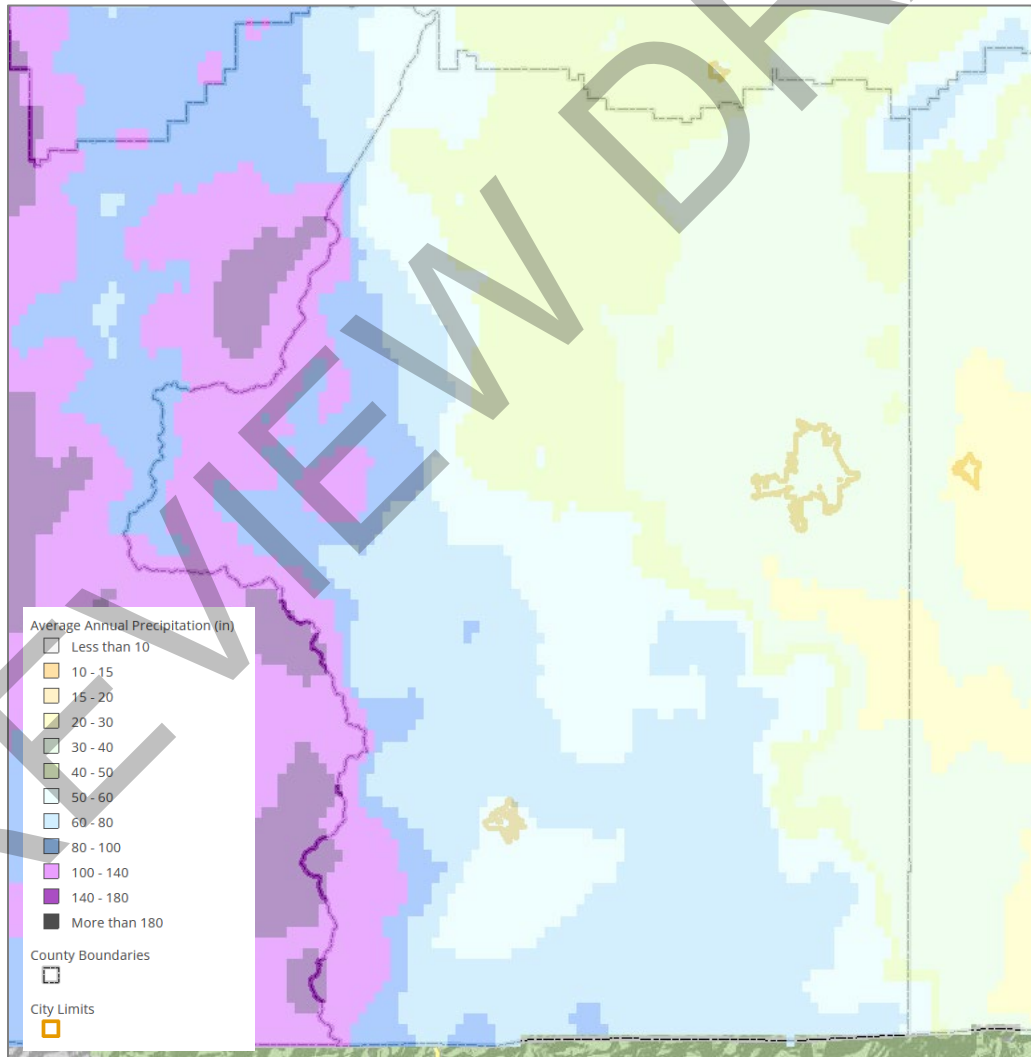 REVIEW DR
Average Annual Precipitation (in)
Less than 10
10 - 15
15 - 20
20 - 30
30 - 40
40 - 50
50 - 60
60 - 80
80 - 100
100 - 140
140 - 180
More than 180
County Boundaries
City Limits